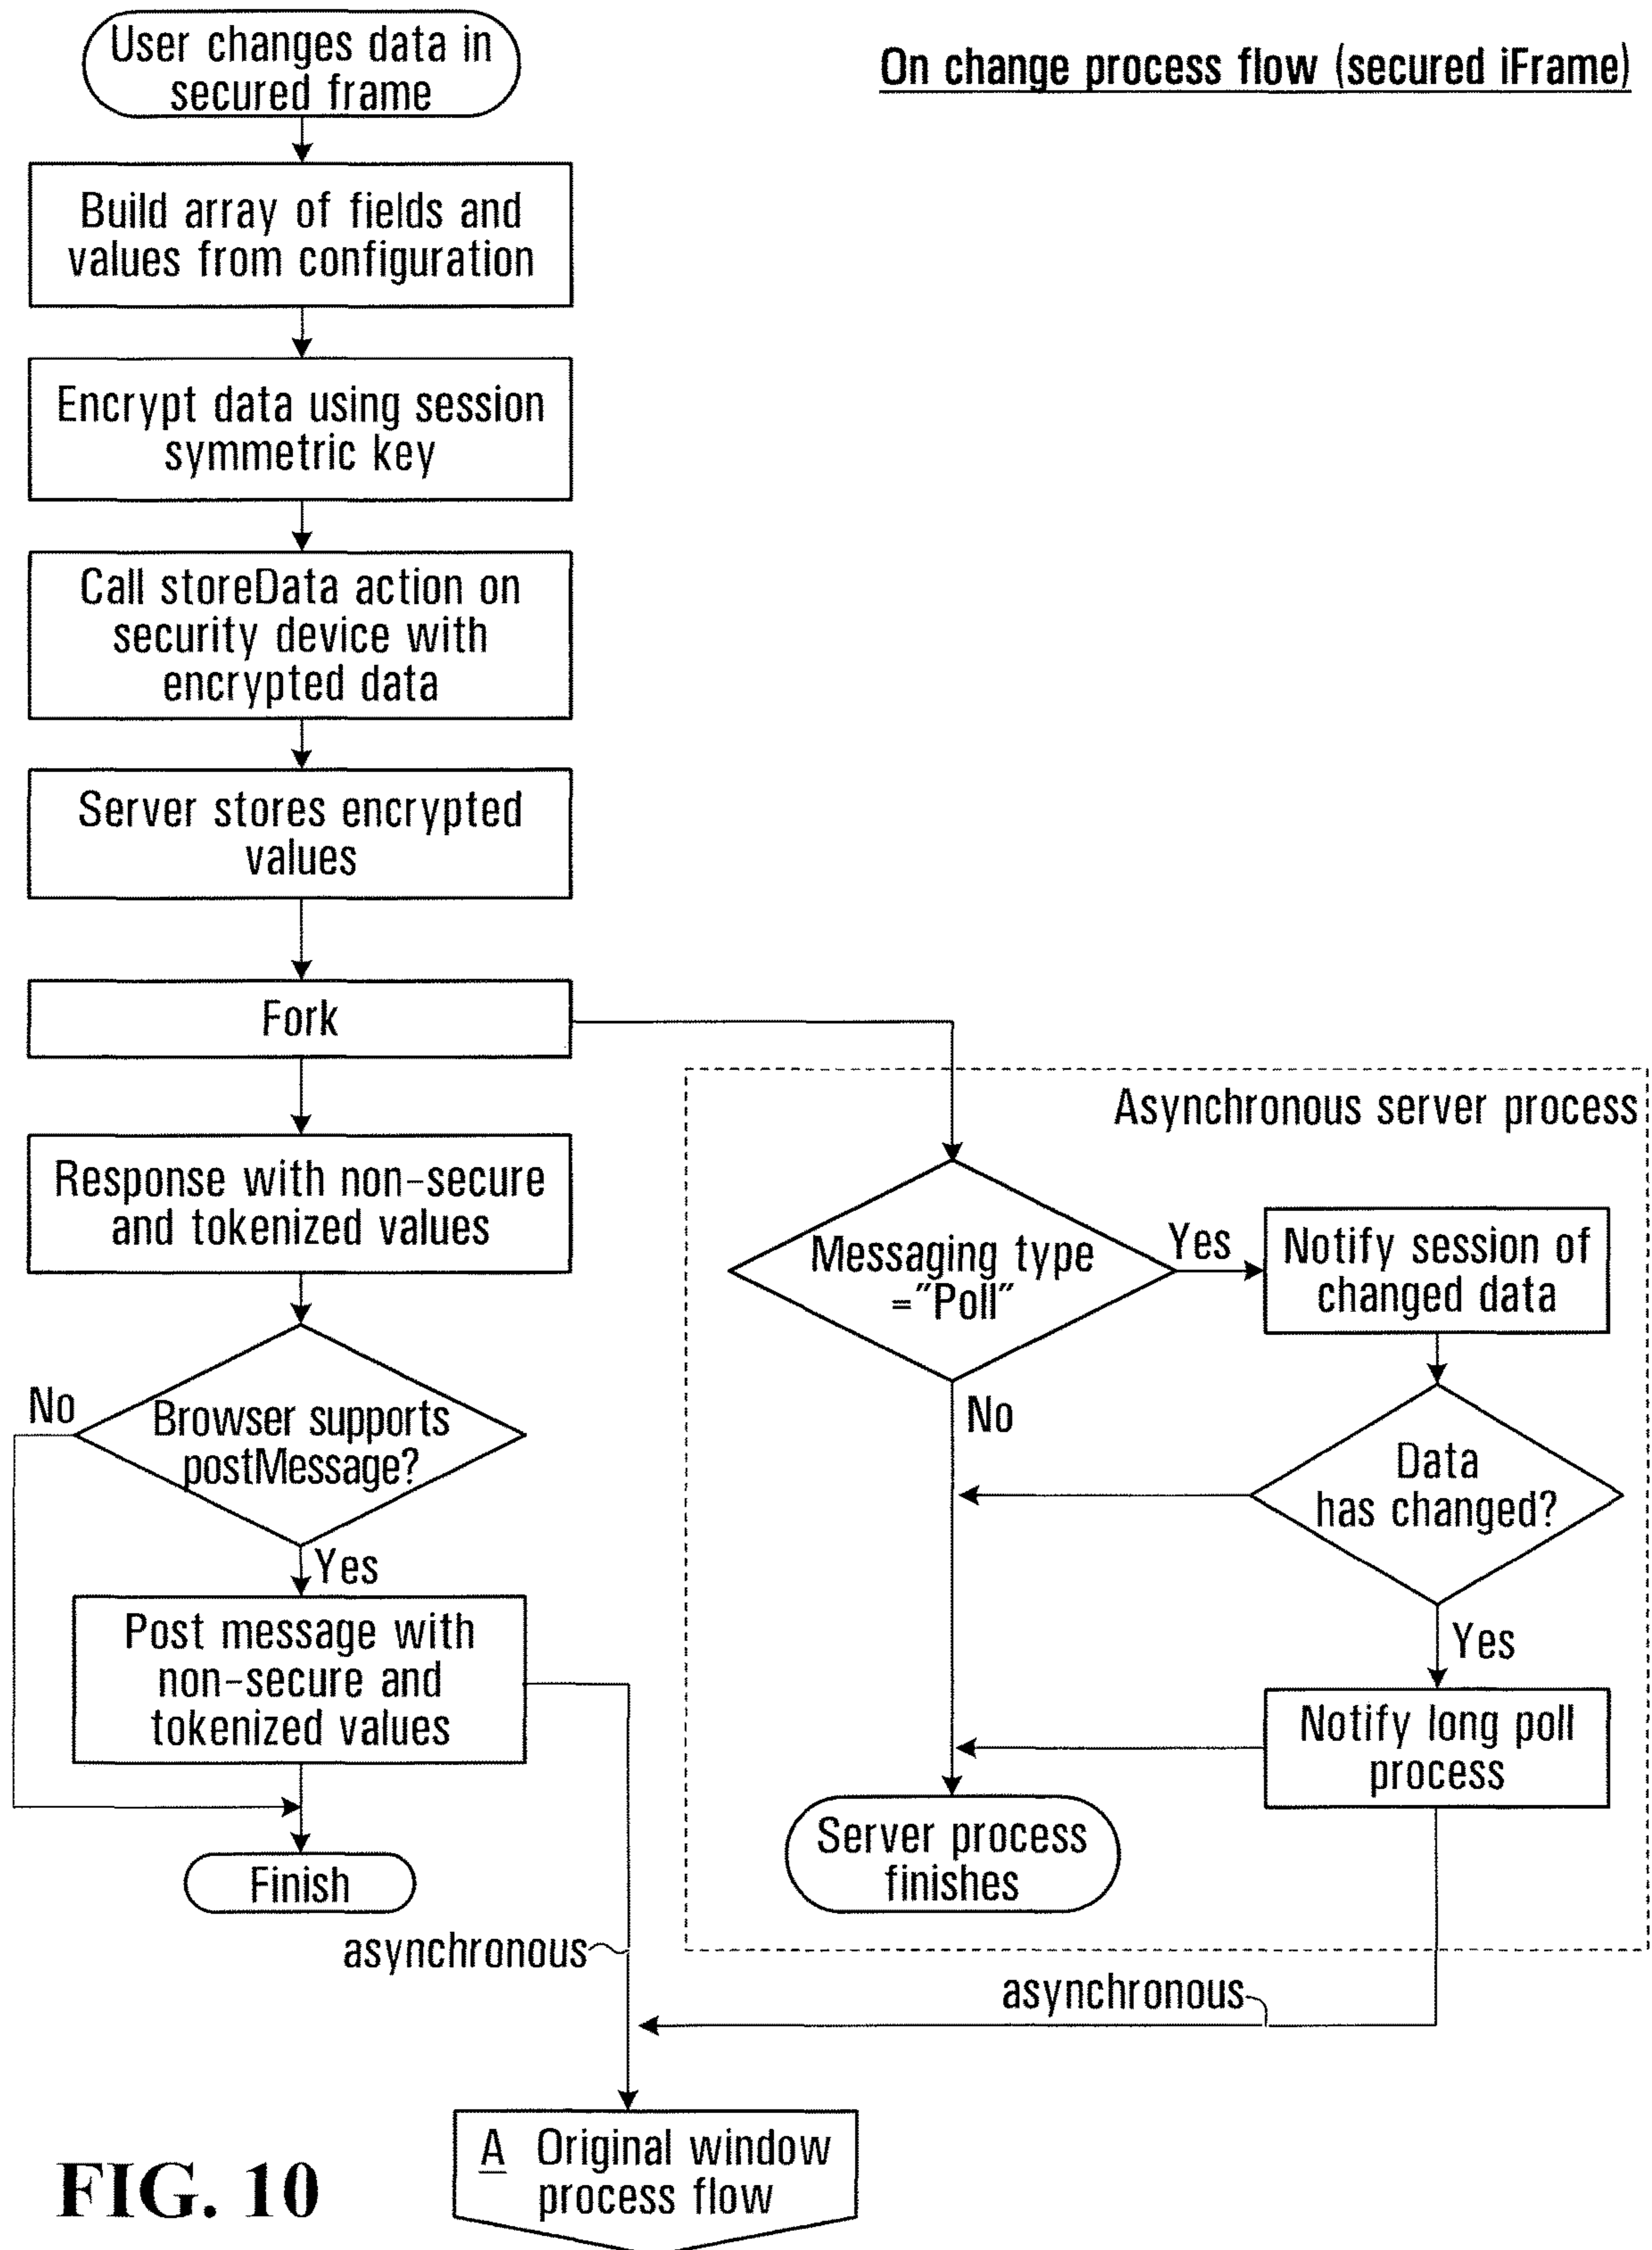 On change process flow (secured iFrame)
User changes data in
secured frame
Build array of fields and
values from configuration
Encrypt data using session
symmetric key
Call storeData action on
security device with
encrypted data
Server stores encrypted
values
Fork
Response with non-secure
and tokenized values
Browser supports
postMessage?
No
Yes
Post message with
non-secure and
tokenized values
Finish
asynchronous
Asynchronous server process
Messaging type
="Poll"
Yes
No
Notify session of
changed data
Data
has changed?
Yes
Notify long poll
process
Server process
finishes
asynchronous
A Original window
process flow
FIG. 10